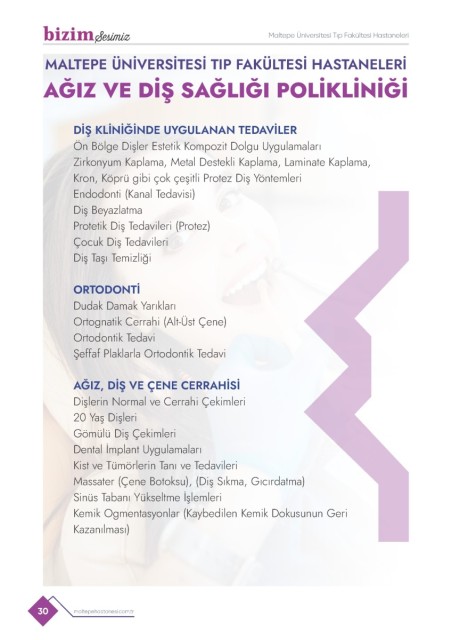 bizim Sesimiz
Maltepe Üniversitesi Tıp Fakültesi Hastaneleri
MALTEPE ÜNİVERSİTESİ TIP FAKÜLTESİ HASTANELERİ
AĞIZ VE DİŞ SAĞLIĞI POLİKLİNİĞİ
DİŞ KLİNİĞİNDE UYGULANAN TEDAVİLER
Ön Bölge Dişler Estetik Kompozit Dolgu Uygulamaları
Zirkonyum Kaplama, Metal Destekli Kaplama, Laminate Kaplama,
Kron, Köprü gibi çok çeşitli Protez Diş Yöntemleri
Endodonti (Kanal Tedavisi)
Diş Beyazlatma
Protetik Diş Tedavileri (Protez)
Çocuk Diş Tedavileri
Diş Taşı Temizliği
ORTODONTİ
Dudak Damak Yarıkları
Ortognatik Cerrahi (Alt-Üst Çene)
Ortodontik Tedavi
Şeffaf Plaklarla Ortodontik Tedavi
AĞIZ, DİŞ VE ÇENE CERRAHİSİ
Dişlerin Normal ve Cerrahi Çekimleri
20 Yaş Dişleri
Gömülü Diş Çekimleri
Dental İmplant Uygulamaları
Kist ve Tümörlerin Tanı ve Tedavileri
Massater (Çene Botoksu), (Diş Sıkma, Gıcırdatma)
Sinüs Tabanı Yükseltme İşlemleri
Kemik Ogmentasyonlar (Kaybedilen Kemik Dokusunun Geri
Kazanılması)
30
maltepehastanesi.com.tr